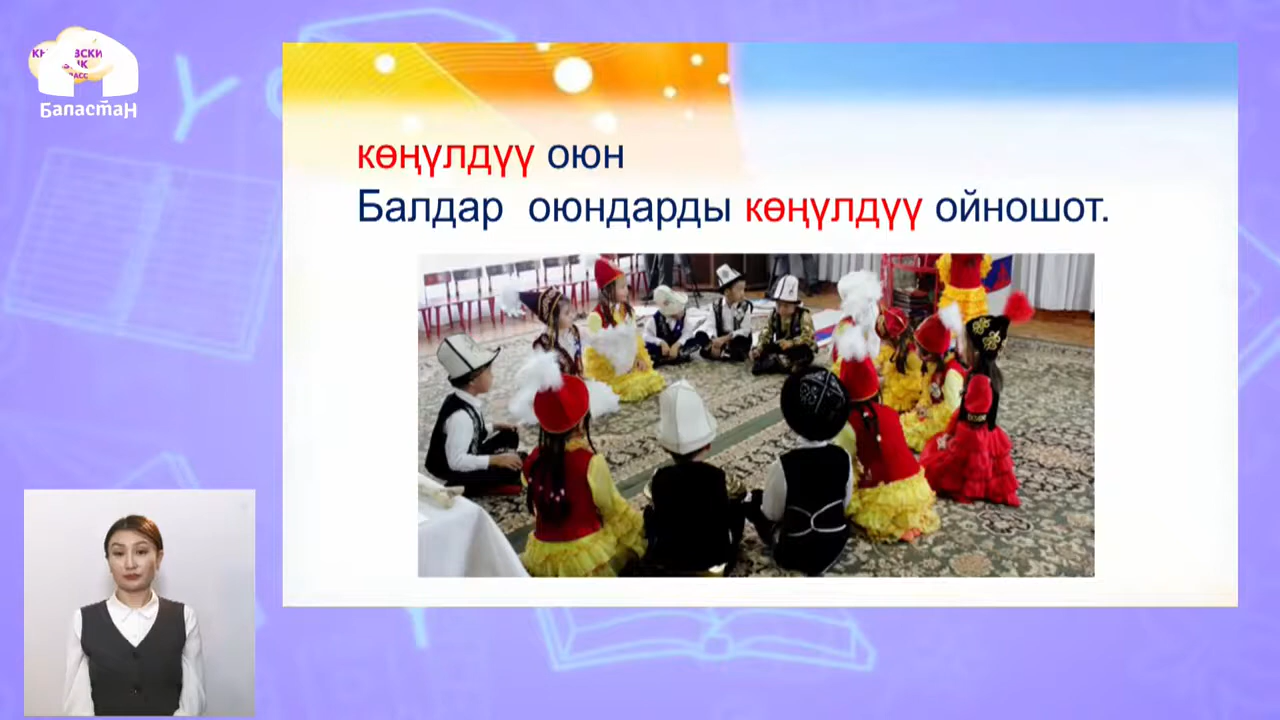 Баластан
көңүлдүү оюн
Балдар оюндарды көңүлдүү ойношот.